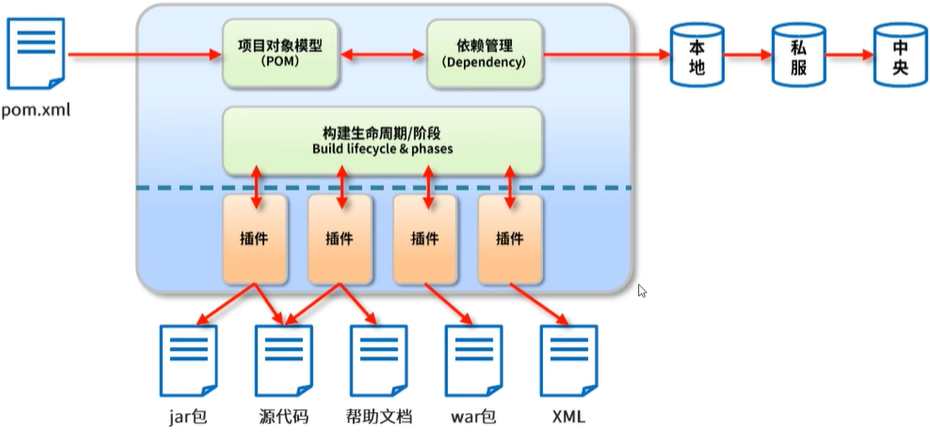 pom.xml
项目对象模型
（POM）
依赖管理
（Dependency）
本
地
私
服
中
央
构建生命周期/阶段
Build lifecycle & phases
插件
插件
插件
插件
jar包
源代码
帮助文档
war包
XML